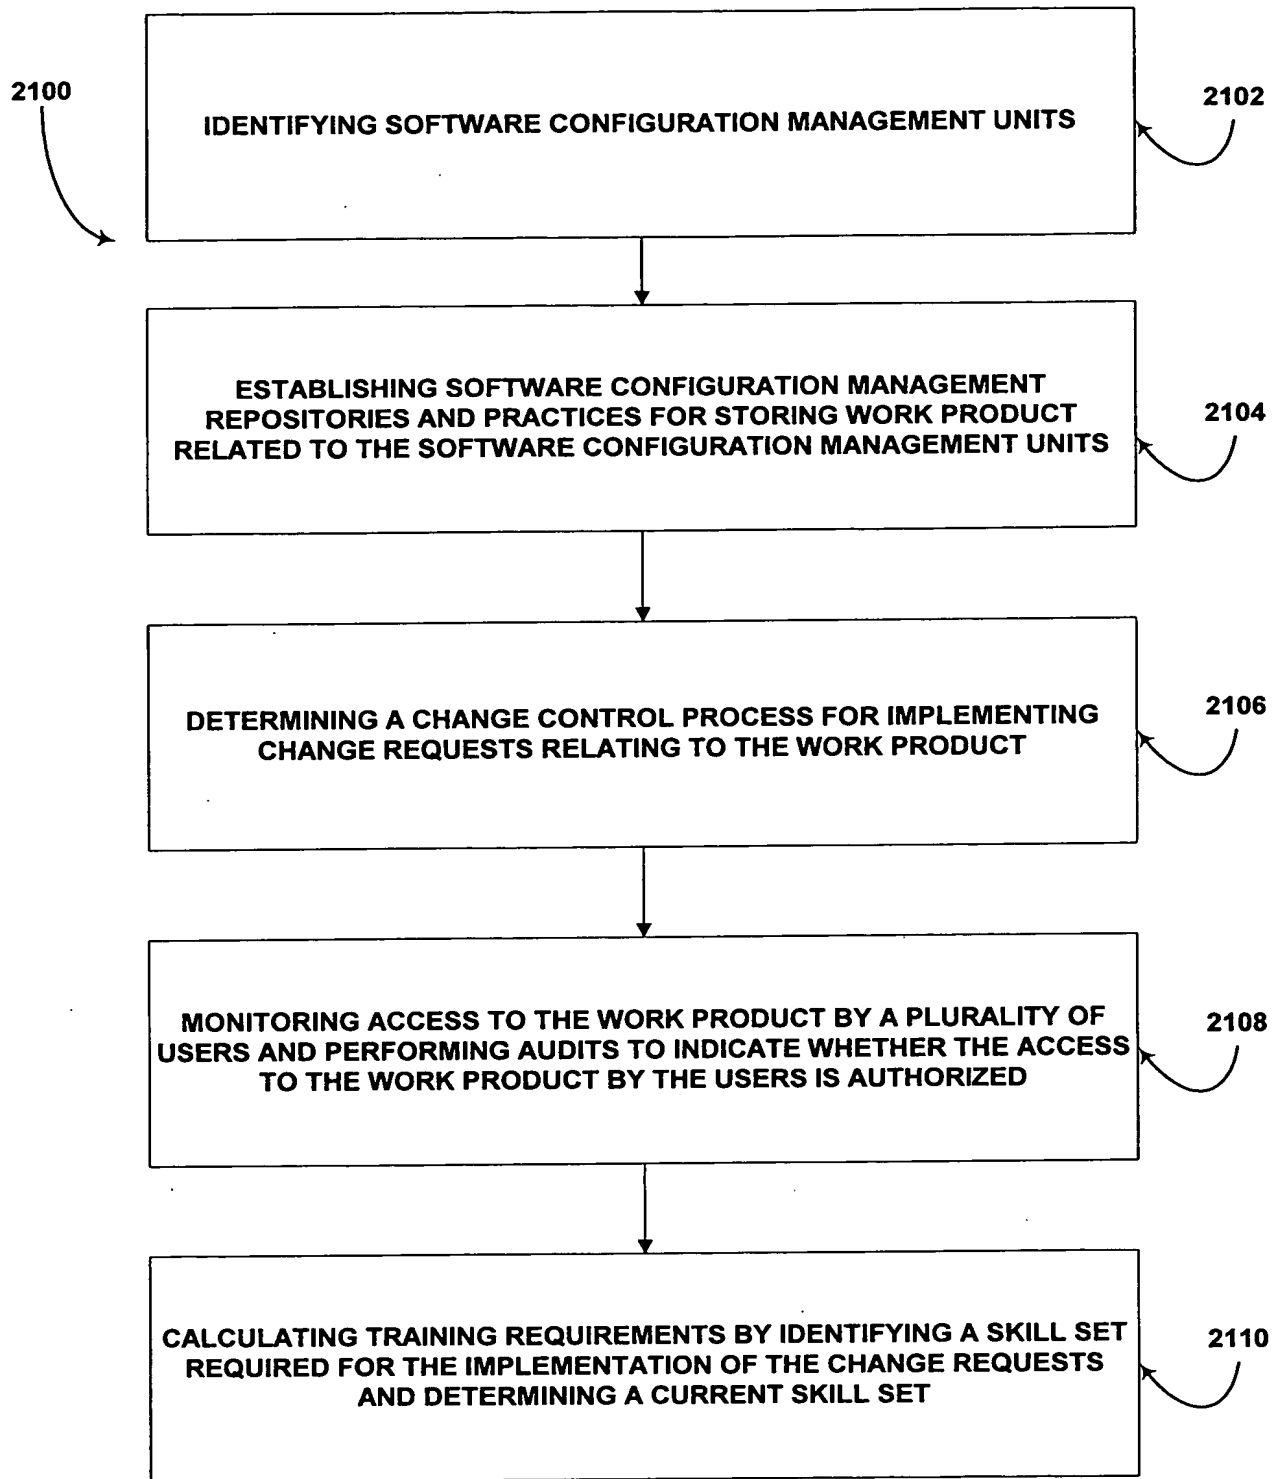 2100
2102
IDENTIFYING SOFTWARE CONFIGURATION MANAGEMENT UNITS
ESTABLISHING SOFTWARE CONFIGURATION MANAGEMENT
REPOSITORIES AND PRACTICES FOR STORING WORK PRODUCT
RELATED TO THE SOFTWARE CONFIGURATION MANAGEMENT UNITS
2104
DETERMINING A CHANGE CONTROL PROCESS FOR IMPLEMENTING
CHANGE REQUESTS RELATING TO THE WORK PRODUCT
2106
MONITORING ACCESS TO THE WORK PRODUCT BY A PLURALITY OF
USERS AND PERFORMING AUDITS TO INDICATE WHETHER THE ACCESS
TO THE WORK PRODUCT BY THE USERS IS AUTHORIZED
2108
CALCULATING TRAINING REQUIREMENTS BY IDENTIFYING A SKILL SET
REQUIRED FOR THE IMPLEMENTATION OF THE CHANGE REQUESTS
AND DETERMINING A CURRENT SKILL SET
2110